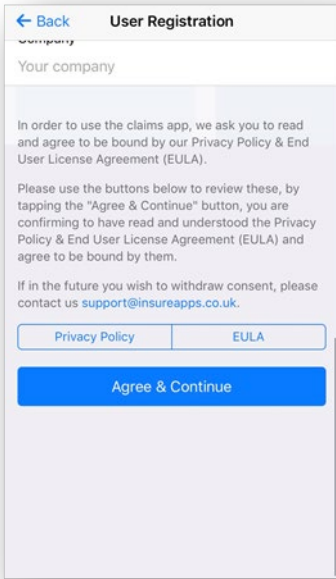 Back
User Registration
Company
Your company
In order to use the claims app, we ask you to read
and agree to be bound by our Privacy Policy & End
User License Agreement (EULA).
Please use the buttons below to review these, by
tapping the "Agree & Continue" button, you are
confirming to have read and understood the Privacy
Policy & End User License Agreement (EULA) and
agree to be bound by them.
If in the future you wish to withdraw consent, please
contact us support@insureapps.co.uk.
Privacy Policy
EULA
Agree & Continue